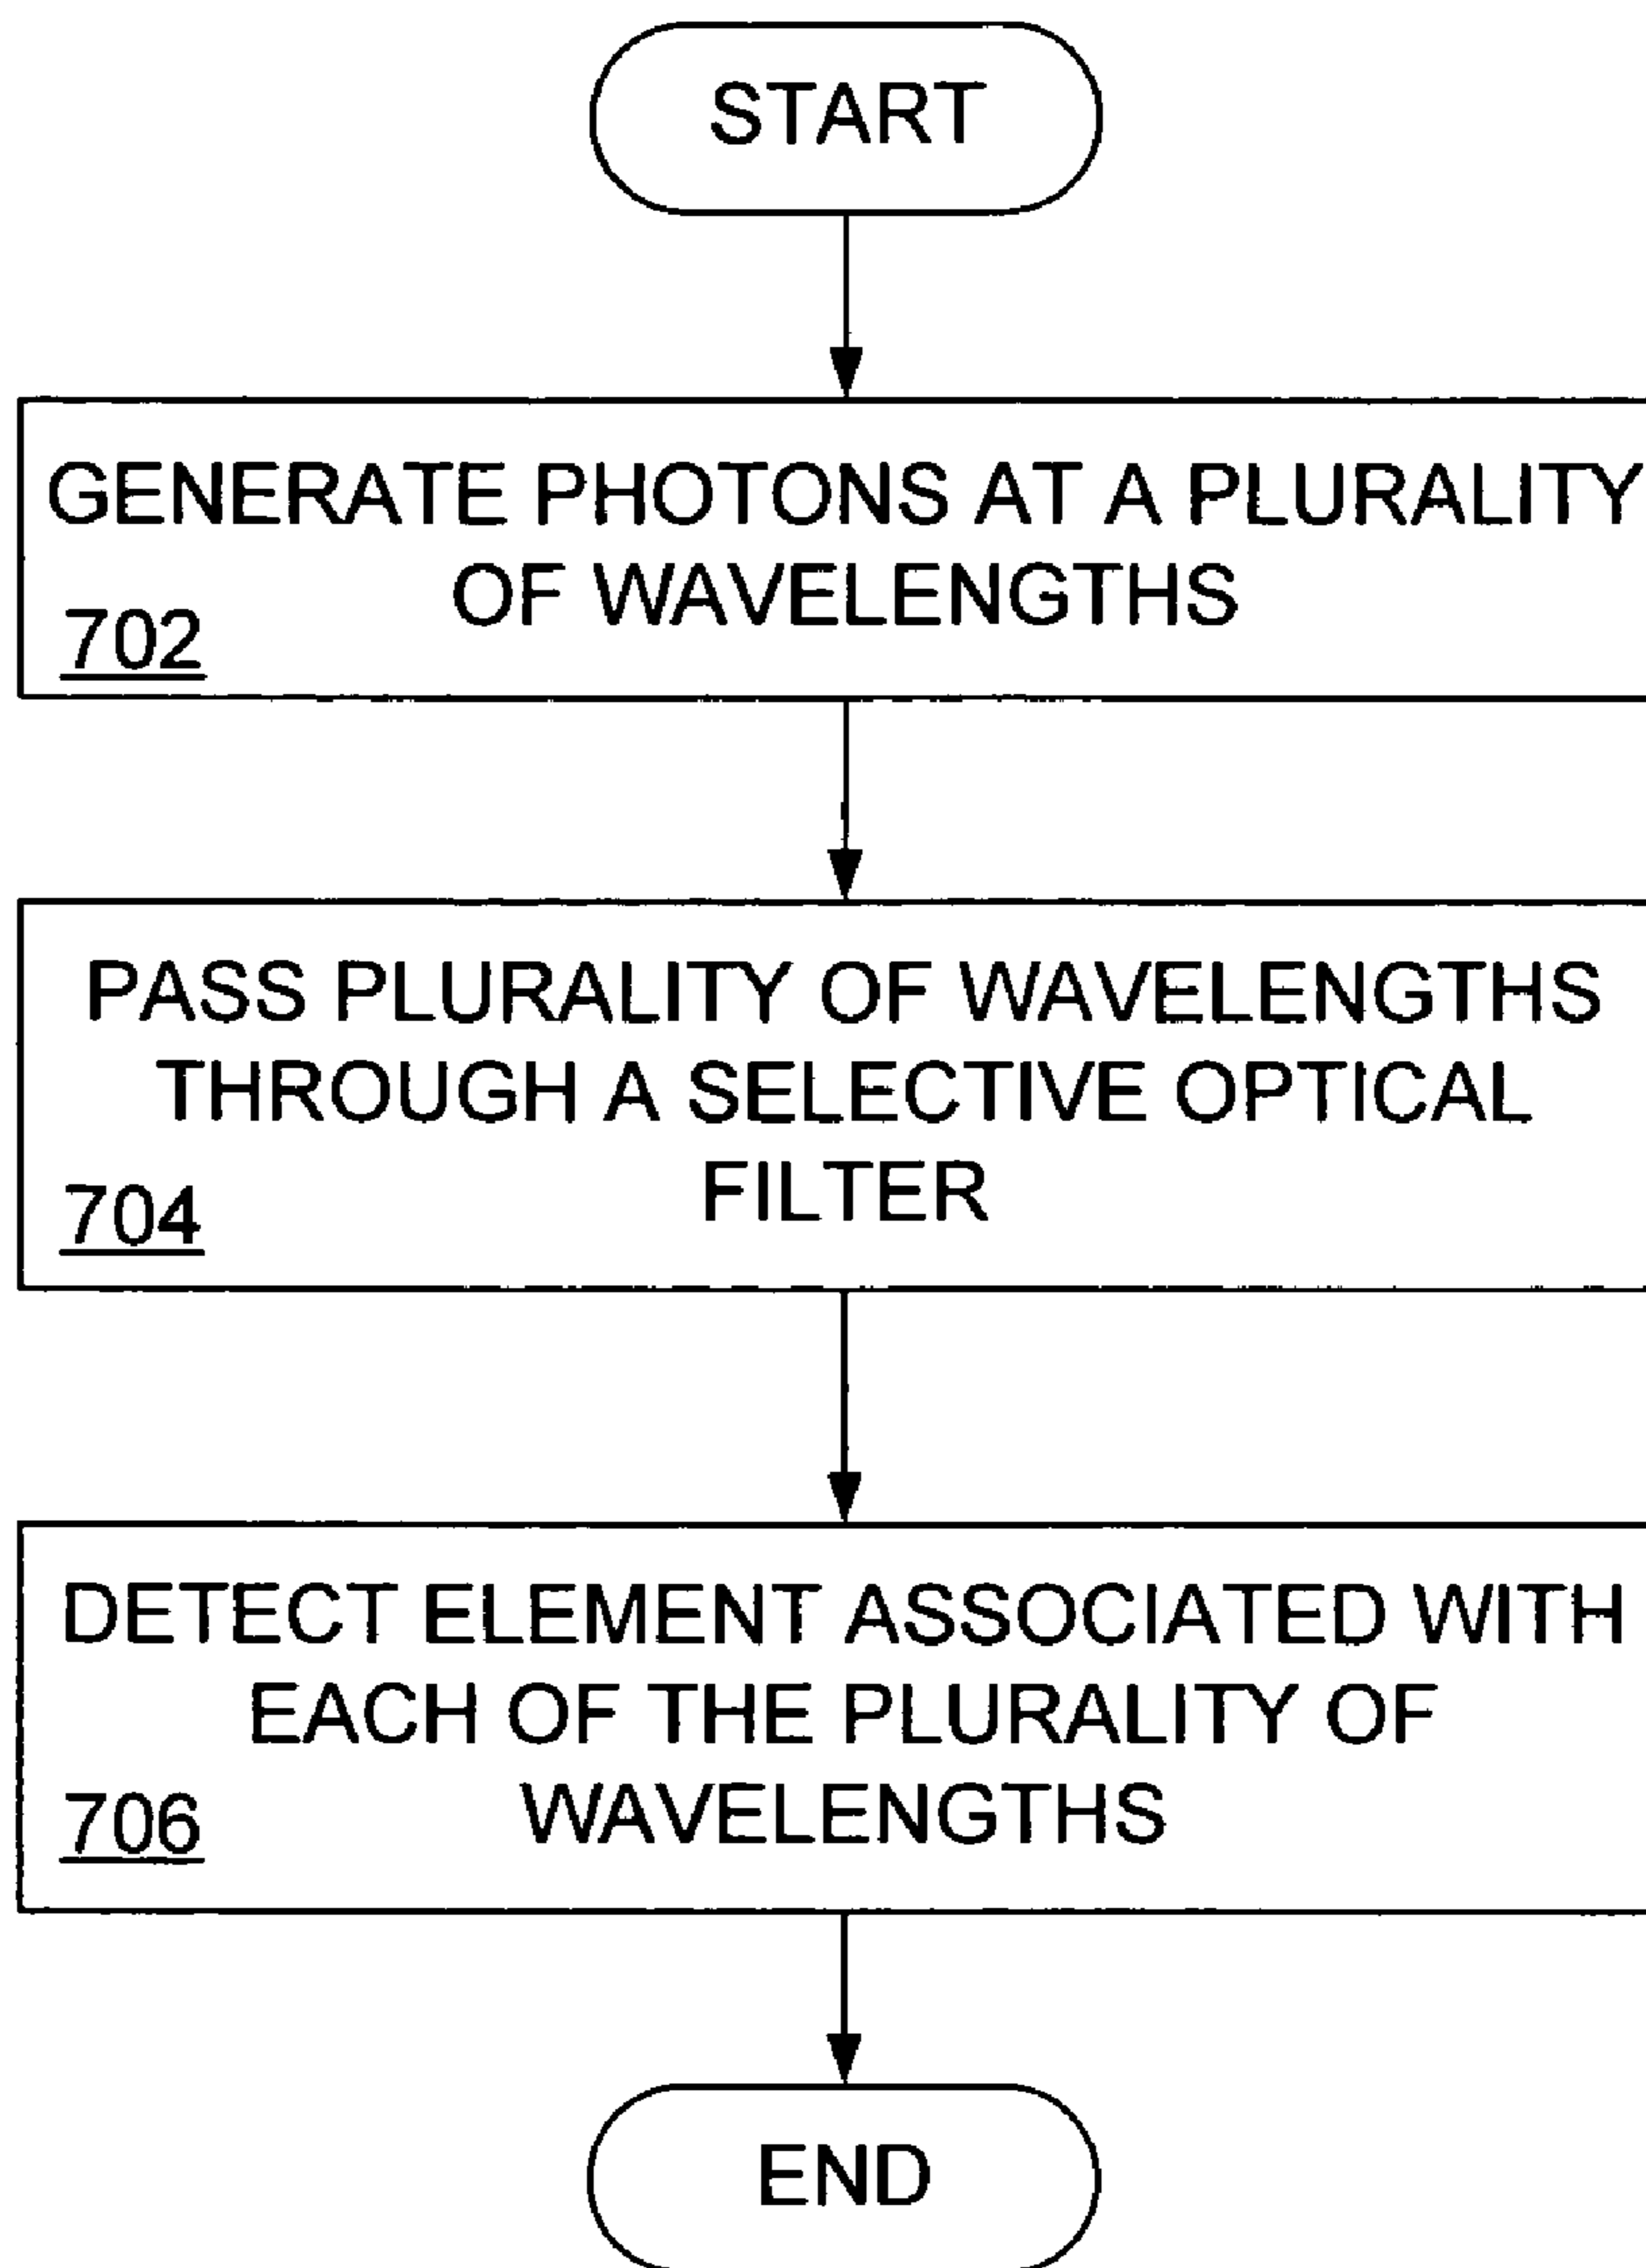 START
GENERATE PHOTONS AT A PLURALITY
OF WAVELENGTHS
702
PASS PLURALITY OF WAVELENGTHS
THROUGH A SELECTIVE OPTICAL
FILTER
704
DETECT ELEMENT ASSOCIATED WITH
EACH OF THE PLURALITY OF
WAVELENGTHS
706
END